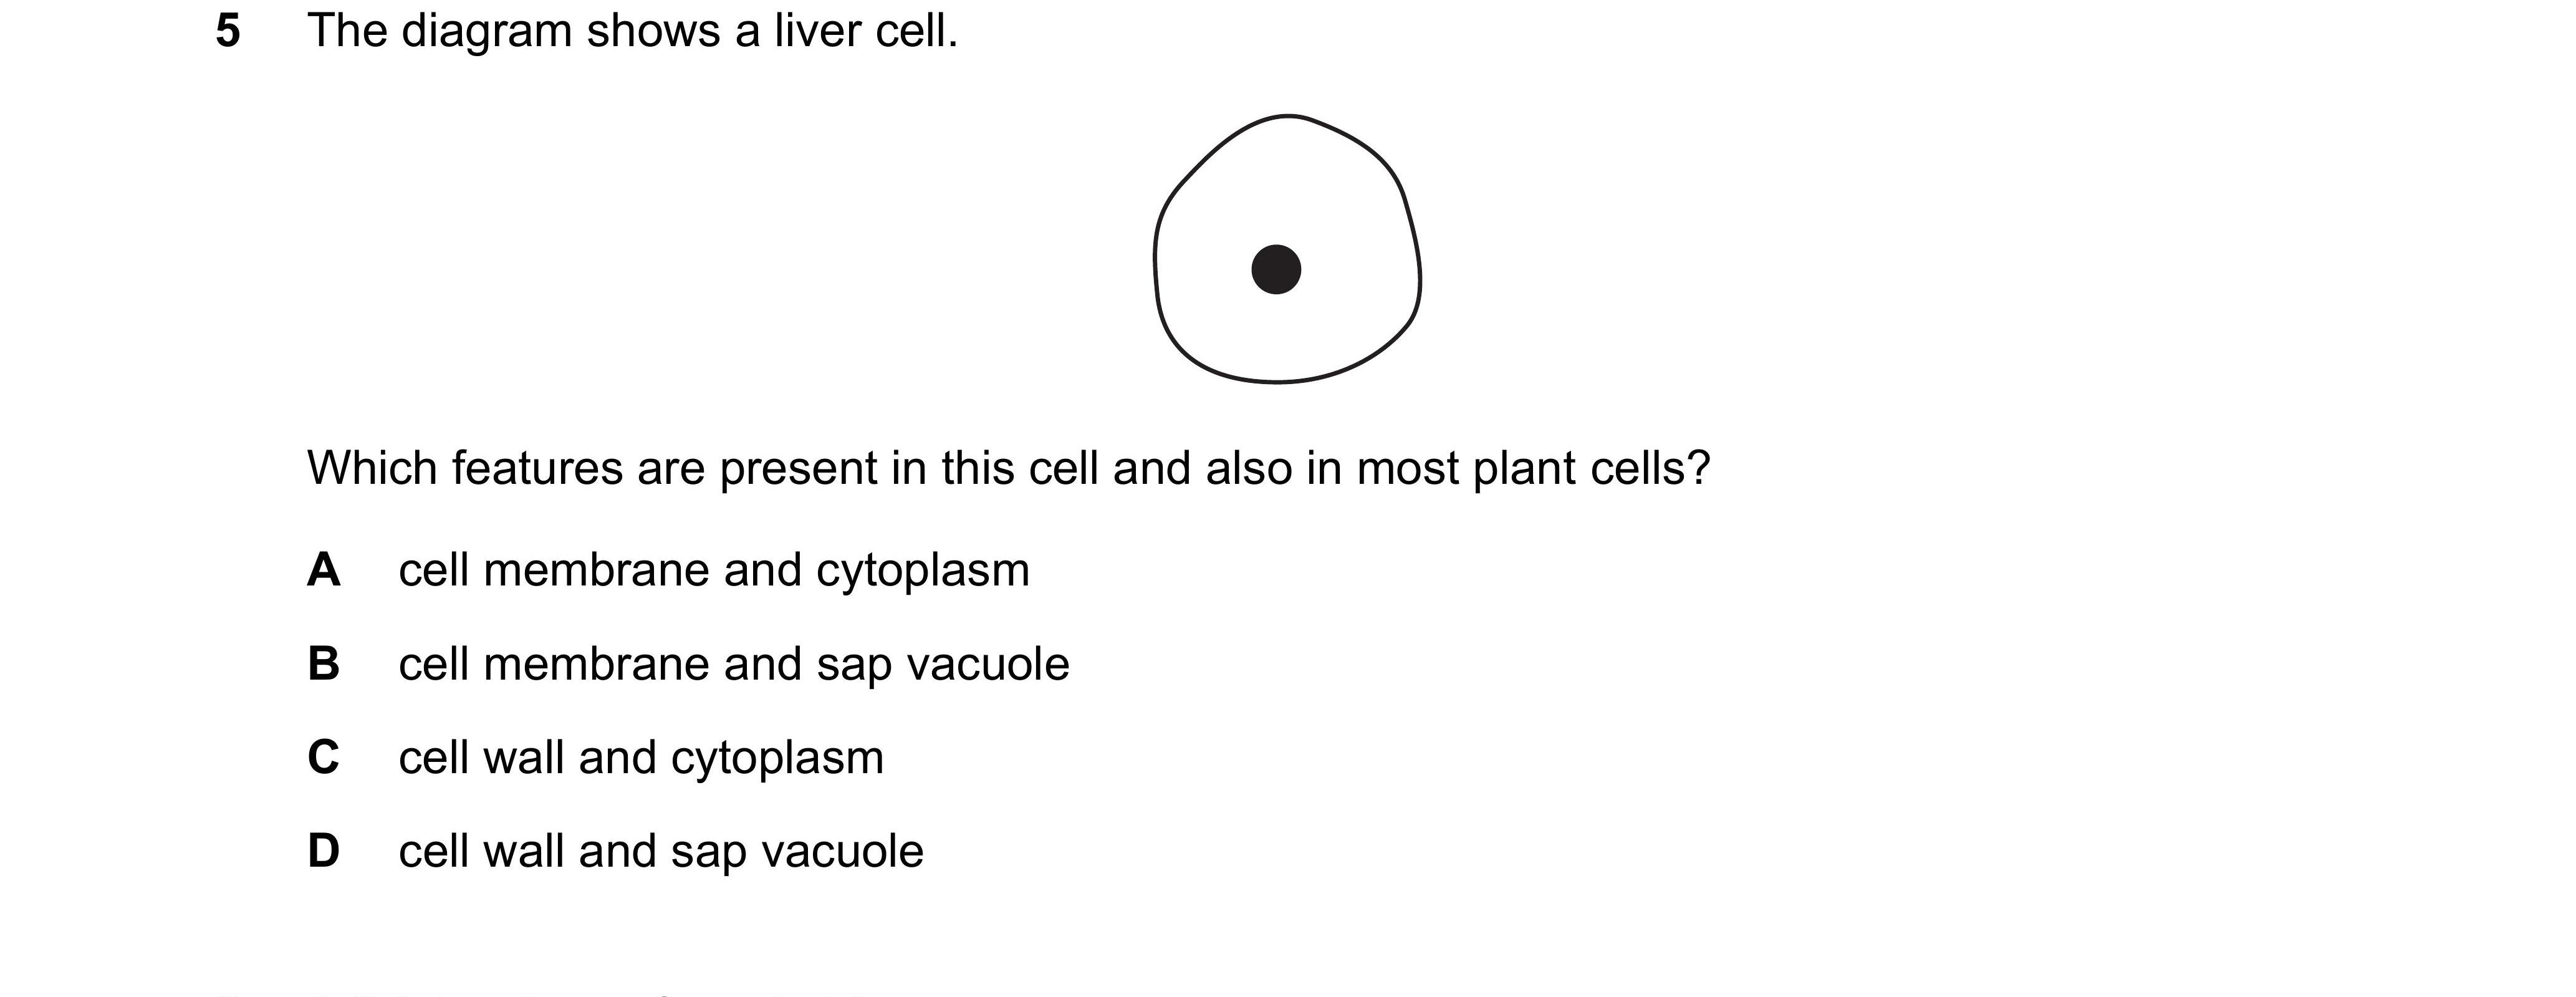 5 The diagram shows a liver cell.
Which features are present in this cell and also in most plant cells?
A cell membrane and cytoplasm
B cell membrane and sap vacuole
C cell wall and cytoplasm
D cell wall and sap vacuole